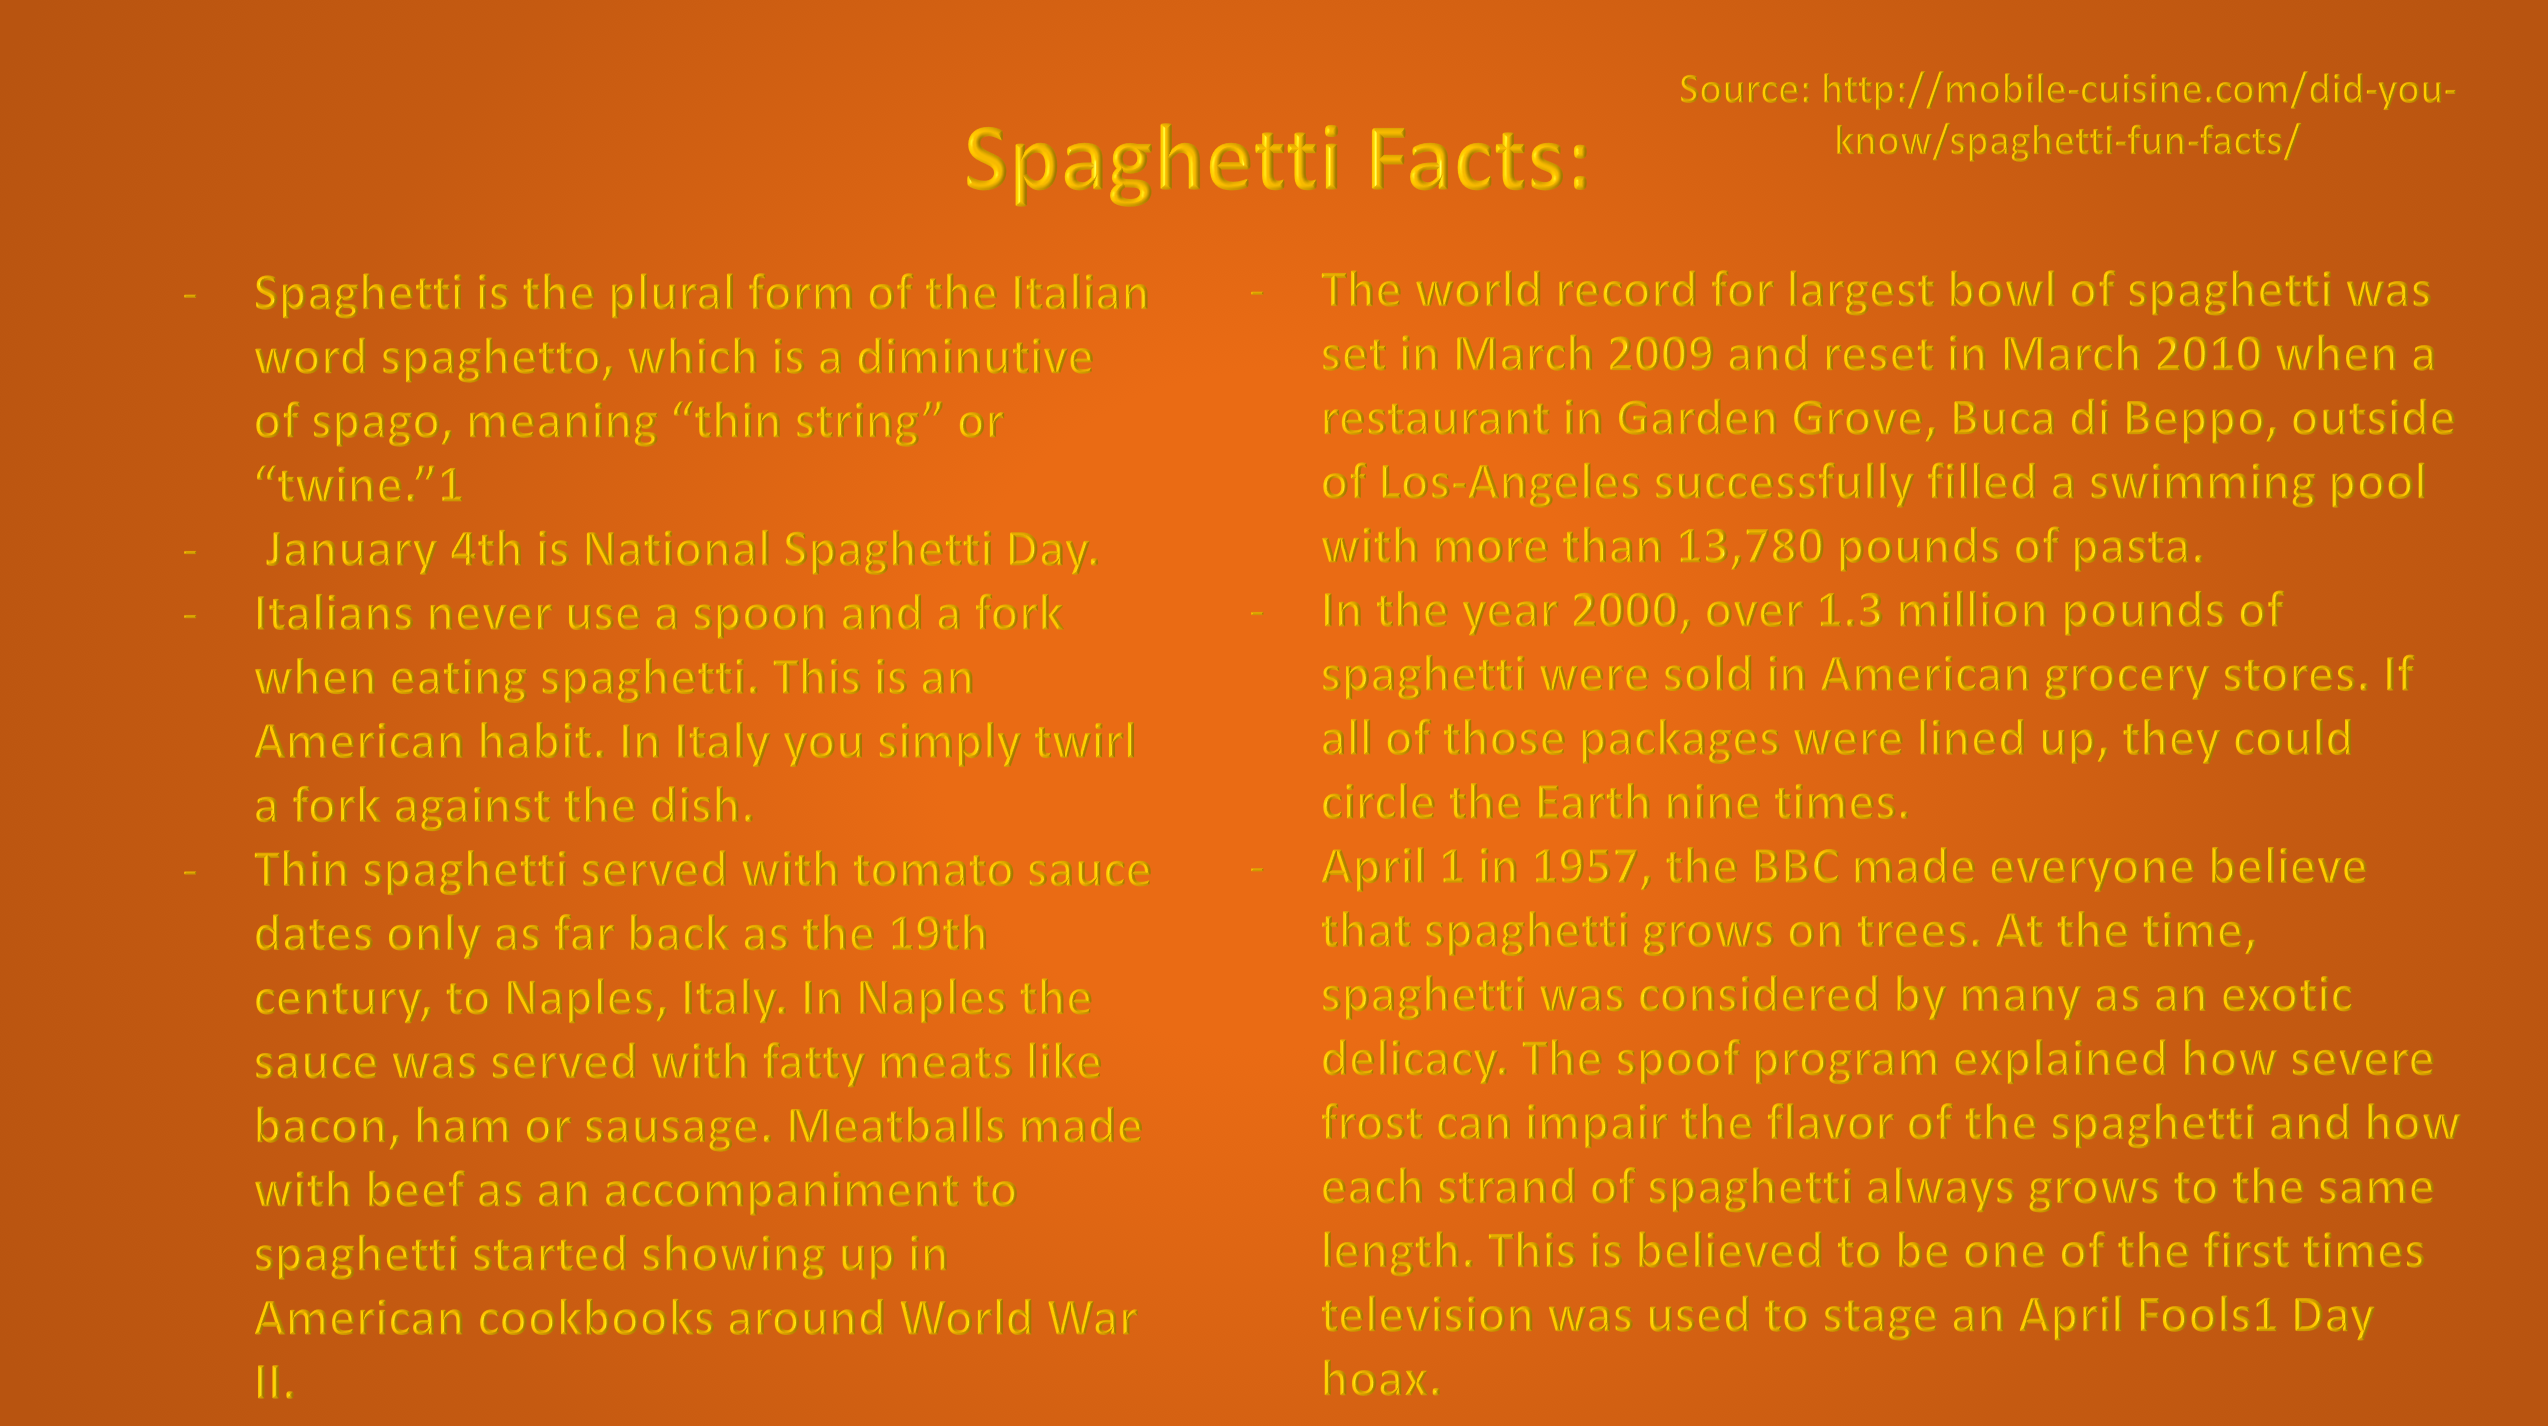 Source: http://mobile-cuisine.com/did-you-
know/spaghetti-fun-facts/
Spaghetti Facts:
- Spaghetti is the plural form of the Italian
word spaghetto, which is a diminutive
of spago, meaning “thin string” or
“twine.”1
- January 4th is National Spaghetti Day.
- Italians never use a spoon and a fork
when eating spaghetti. This is an
American habit. In Italy you simply twirl
a fork against the dish.
- Thin spaghetti served with tomato sauce
dates only as far back as the 19th
century, to Naples, Italy. In Naples the
sauce was served with fatty meats like
bacon, ham or sausage. Meatballs made
with beef as an accompaniment to
spaghetti started showing up in
American cookbooks around World War
II.
- The world record for largest bowl of spaghetti was
set in March 2009 and reset in March 2010 when a
restaurant in Garden Grove, Buca di Beppo, outside
of Los-Angeles successfully filled a swimming pool
with more than 13,780 pounds of pasta.
- In the year 2000, over 1.3 million pounds of
spaghetti were sold in American grocery stores. If
all of those packages were lined up, they could
circle the Earth nine times.
- April 1 in 1957, the BBC made everyone believe
that spaghetti grows on trees. At the time,
spaghetti was considered by many as an exotic
delicacy. The spoof program explained how severe
frost can impair the flavor of the spaghetti and how
each strand of spaghetti always grows to the same
length. This is believed to be one of the first times
television was used to stage an April Fools1 Day
hoax.